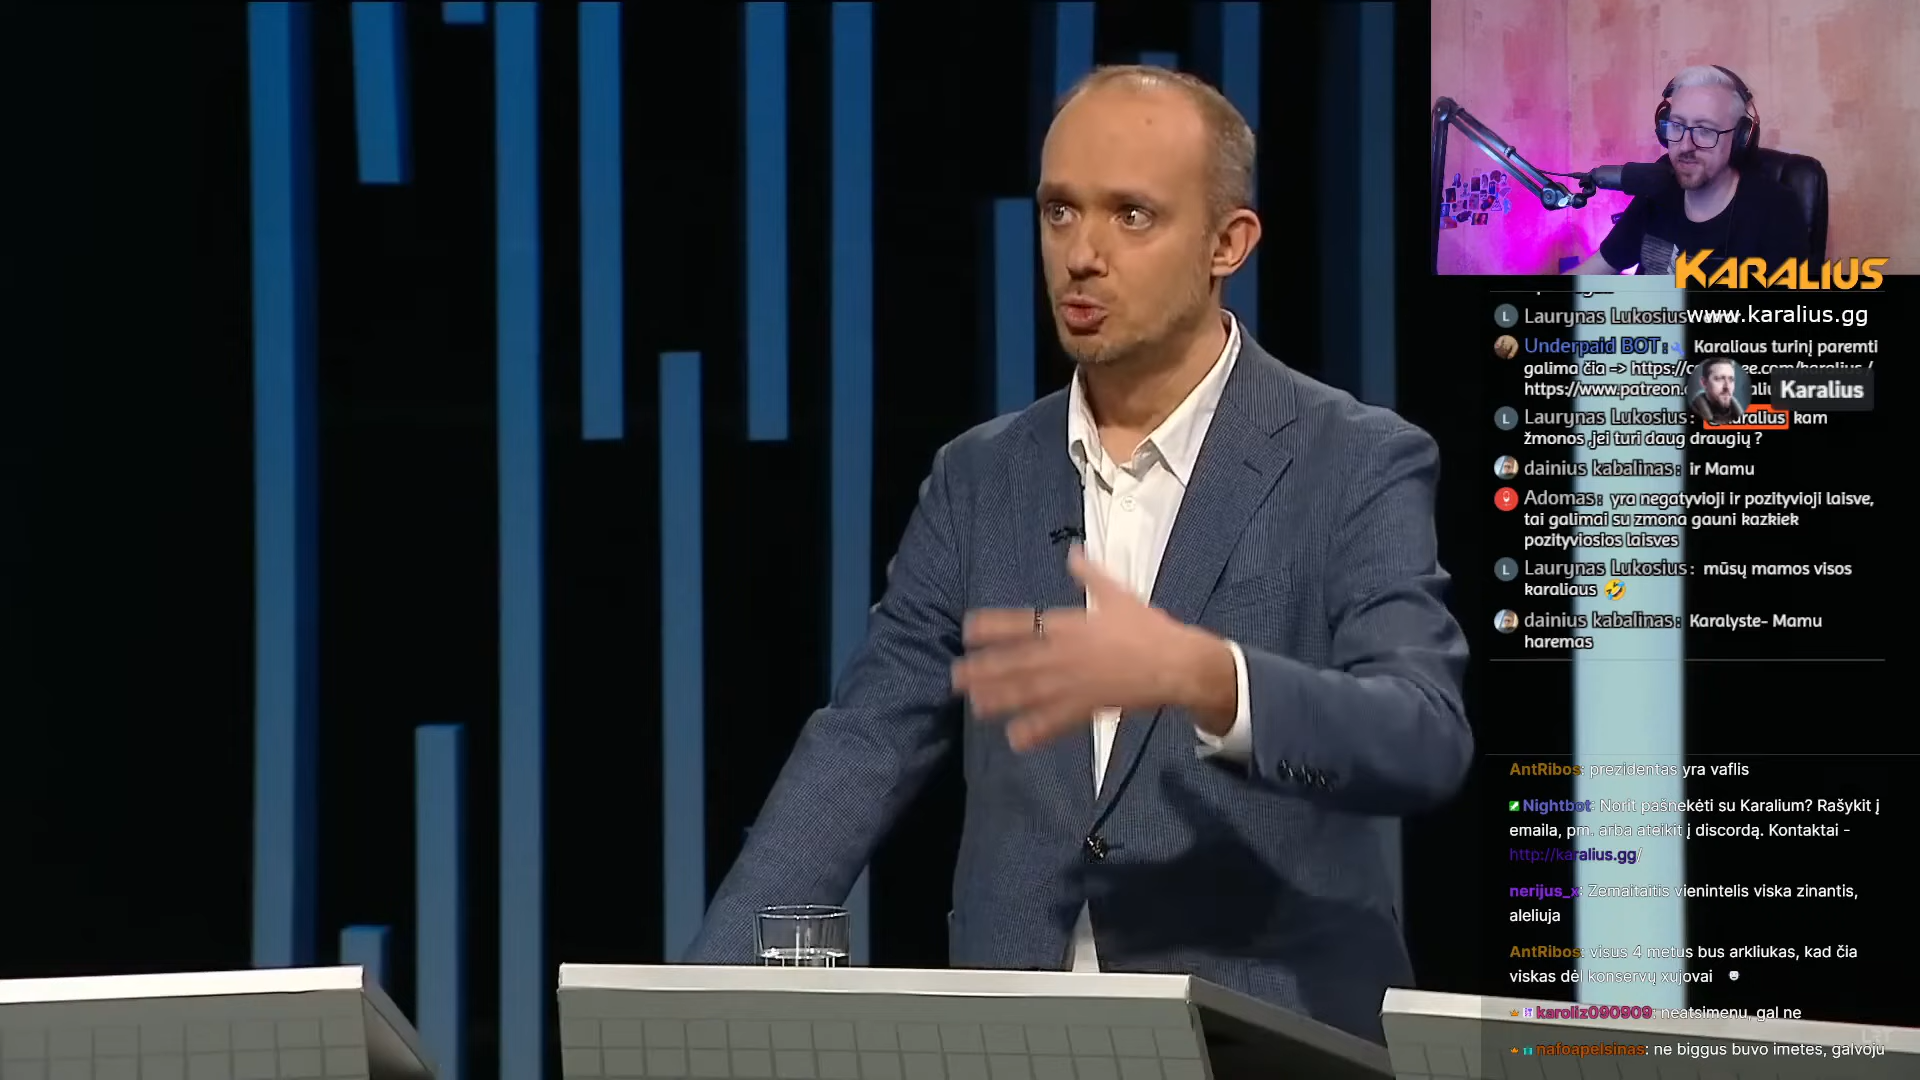 KARALIUS
www.karalius.gg
Laurynas Lukosius:
Underpaid BOT: Karaliaus turinį paremti
galima čia -> https://
https://www.patreon.
Karalius
Laurynas Lukosius: kam
žmonos ,jei turi daug draugių ?
dainius kabalinas: ir Mamu
Adomas: yra negatyvioji ir pozityvioji laisve,
tai galimai su zmona gauni kazkiek
pozityviosios laisves
Laurynas Lukosius: mūsų mamos visos
karaliaus 🤣
dainius kabalinas: Karalyste- Mamu
haremas
AntRibos: prezidentas yra vaflis
Nightbot: Norit pašnekėti su Karalium? Rašykit į
emaila, pm. arba ateikit į discordą. Kontaktai -
http://karalius.gg/
nerijus_x: Zemaitaitis vienintelis viska zinantis,
aleliuja
AntRibos: visus 4 metus bus arkliukas, kad čia
viskas dėl konservų xujovai
karoliz090909: neatsimenu, gal ne
nafoapelsinas: ne biggus buvo imetes, galvoju